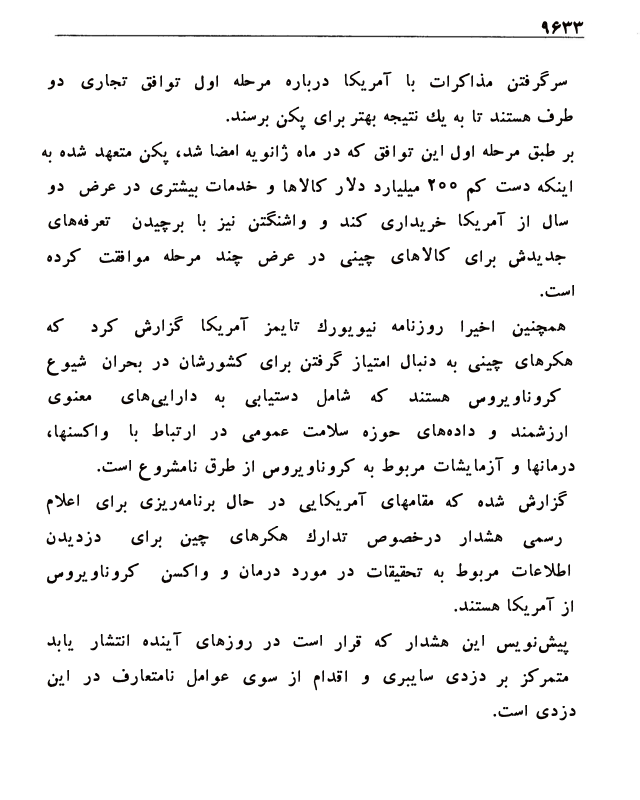 ۹۶۳۳
سرگرفتن مذاکرات با آمریکا درباره مرحله اول توافق تجاری دو
طرف هستند تا به یك نتیجه بهتر برای پکن برسند.
بر طبق مرحله اول این توافق که در ماه ژانویه امضا شد، پکن متعهد شده به
اینکه دست کم ۲۰۰ میلیارد دلار کالاها و خدمات بیشتری در عرض دو
سال از آمریکا خریداری کند و واشنگتن نیز با برچیدن تعرفه‌های
جدیدش برای کالاهای چینی در عرض چند مرحله موافقت کرده
است.
همچنین اخیرا روزنامه نیویورك تایمز آمریکا گزارش کرد که
هکرهای چینی به دنبال امتیاز گرفتن برای کشورشان در بحران شیوع
کروناویروس هستند که شامل دستیابی به دارایی‌های معنوی
ارزشمند و داده‌های حوزه سلامت عمومی در ارتباط با واکسنها،
درمانها و آزمایشات مربوط به کروناویروس از طرق نامشروع است.
گزارش شده که مقامهای آمریکایی در حال برنامه‌ریزی برای اعلام
رسمی هشدار درخصوص تدارك هکرهای چین برای دزدیدن
اطلاعات مربوط به تحقیقات در مورد درمان و واکسن کروناویروس
از آمریکا هستند.
پیش‌نویس این هشدار که قرار است در روزهای آینده انتشار یابد
متمرکز بر دزدی سایبری و اقدام از سوی عوامل نامتعارف در این
دزدی است.